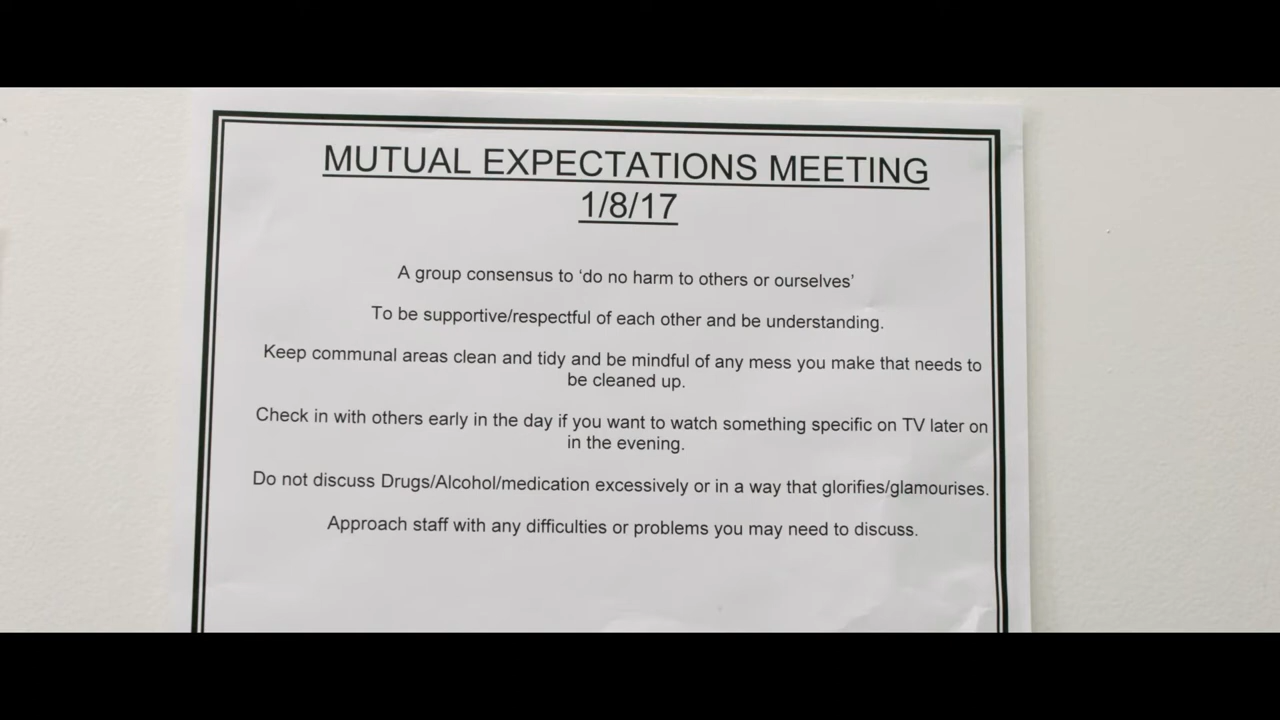 MUTUAL EXPECTATIONS MEETING
1/8/17
A group consensus to ‘do no harm to others or ourselves’
To be supportive/respectful of each other and be understanding.
Keep communal areas clean and tidy and be mindful of any mess you make that needs to
be cleaned up.
Check in with others early in the day if you want to watch something specific on TV later on
in the evening.
Do not discuss Drugs/Alcohol/medication excessively or in a way that glorifies/glamourises.
Approach staff with any difficulties or problems you may need to discuss.